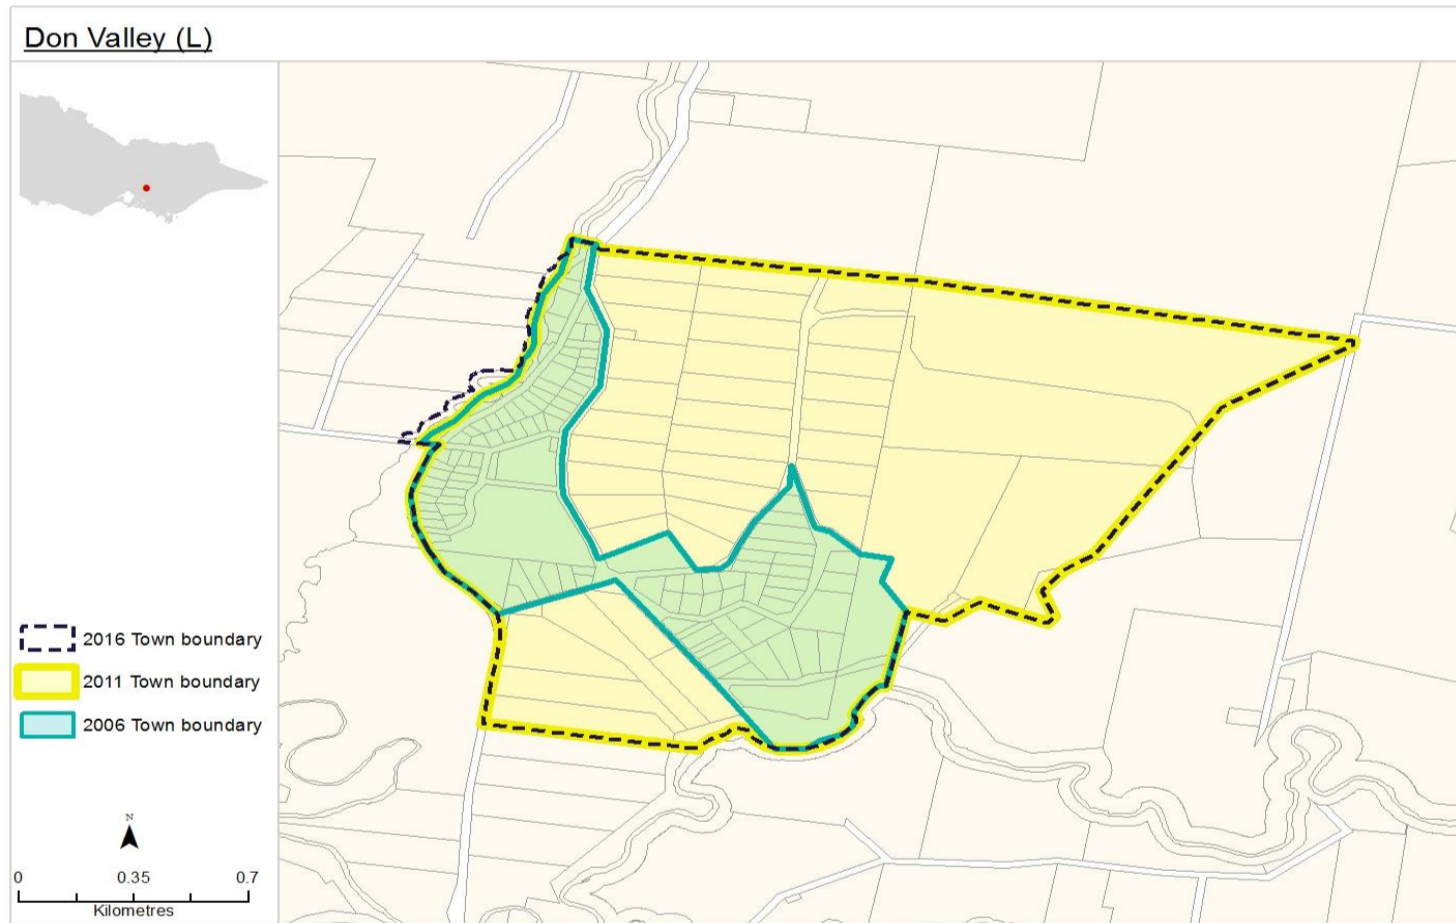 Don Valley (L)
2016 Town boundary
2011 Town boundary
2006 Town boundary
N
0 0.35 0.7
Kilometres